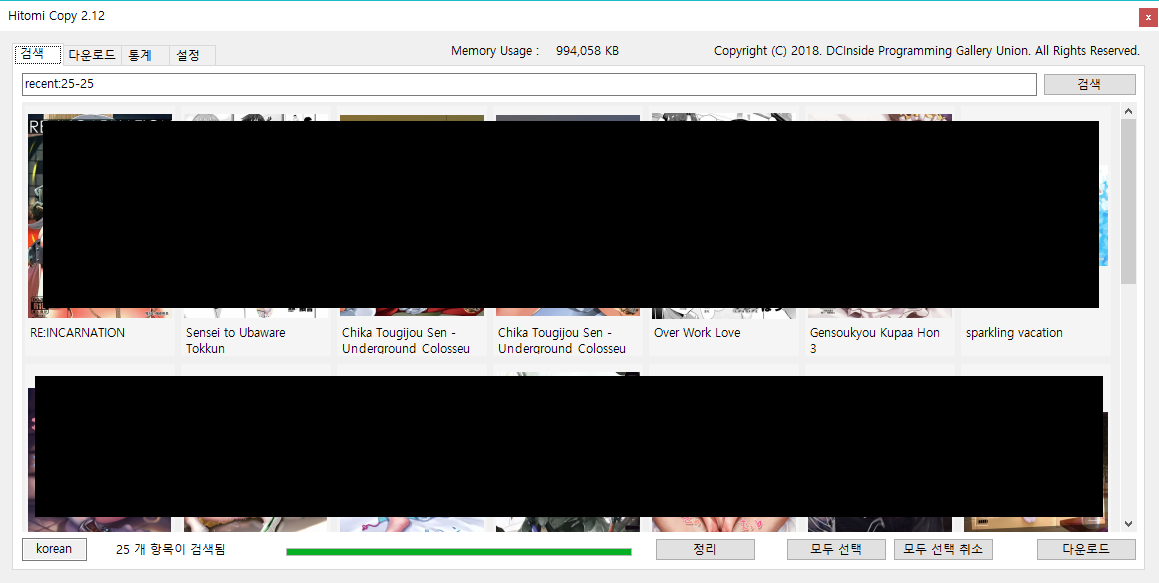 Hitomi Copy 2.12
x
검색 다운로드 통계 설정 Memory Usage : 994,058 KB Copyright (C) 2018. DCInside Programming Gallery Union. All Rights Reserved.
recent:25-25 검색
RE:INCARNATION
Sensei to Ubaware
Tokkun
Chika Tougijou Sen -
Underground Colosseu
Chika Tougijou Sen -
Underground Colosseu
Over Work Love
Gensoukyou Kupaa Hon
3
sparkling vacation
korean 25 개 항목이 검색됨 정리 모두 선택 모두 선택 취소 다운로드